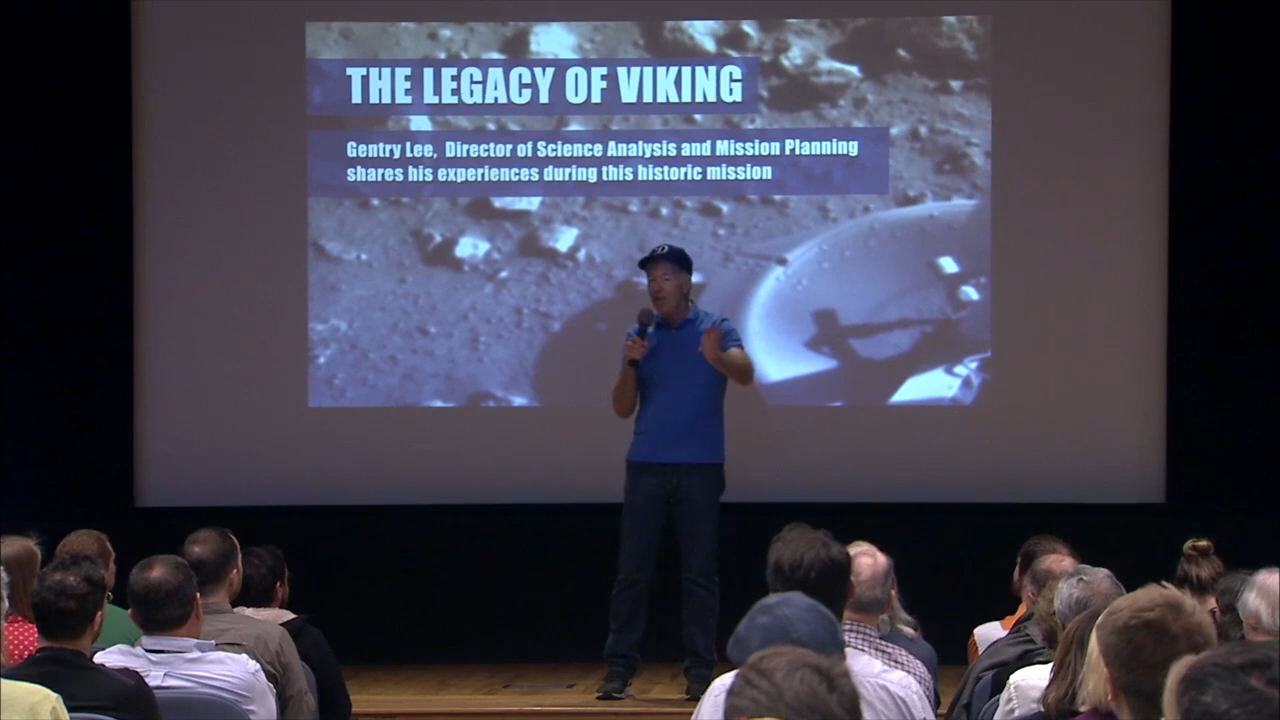 THE LEGACY OF VIKING
Gentry Lee, Director of Science Analysis and Mission Planning
shares his experiences during this historic mission